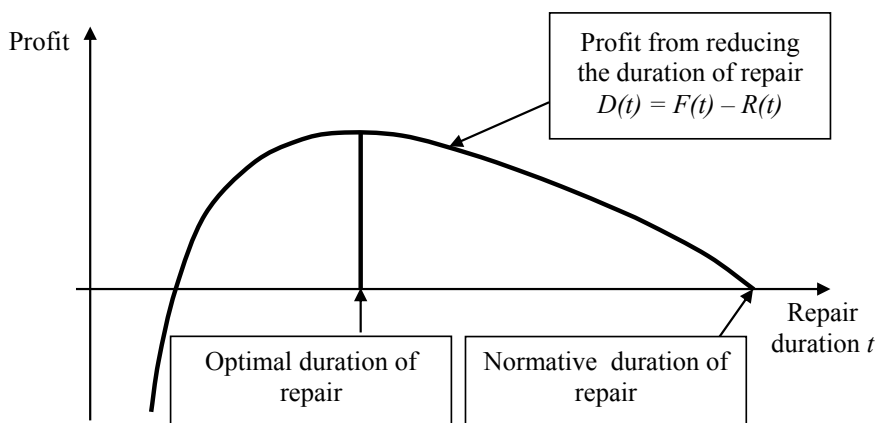 Profit
Profit from reducing
the duration of repair
D(t) = F(t) – R(t)
Repair
duration t
Optimal duration of
repair
Normative duration of
repair